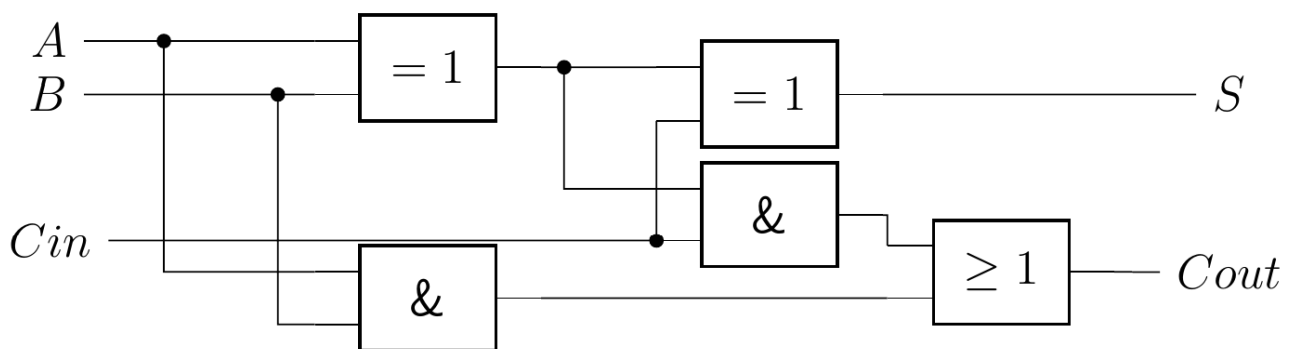 A
= 1
B
= 1
S
&
Cin
≥ 1
Cout
&